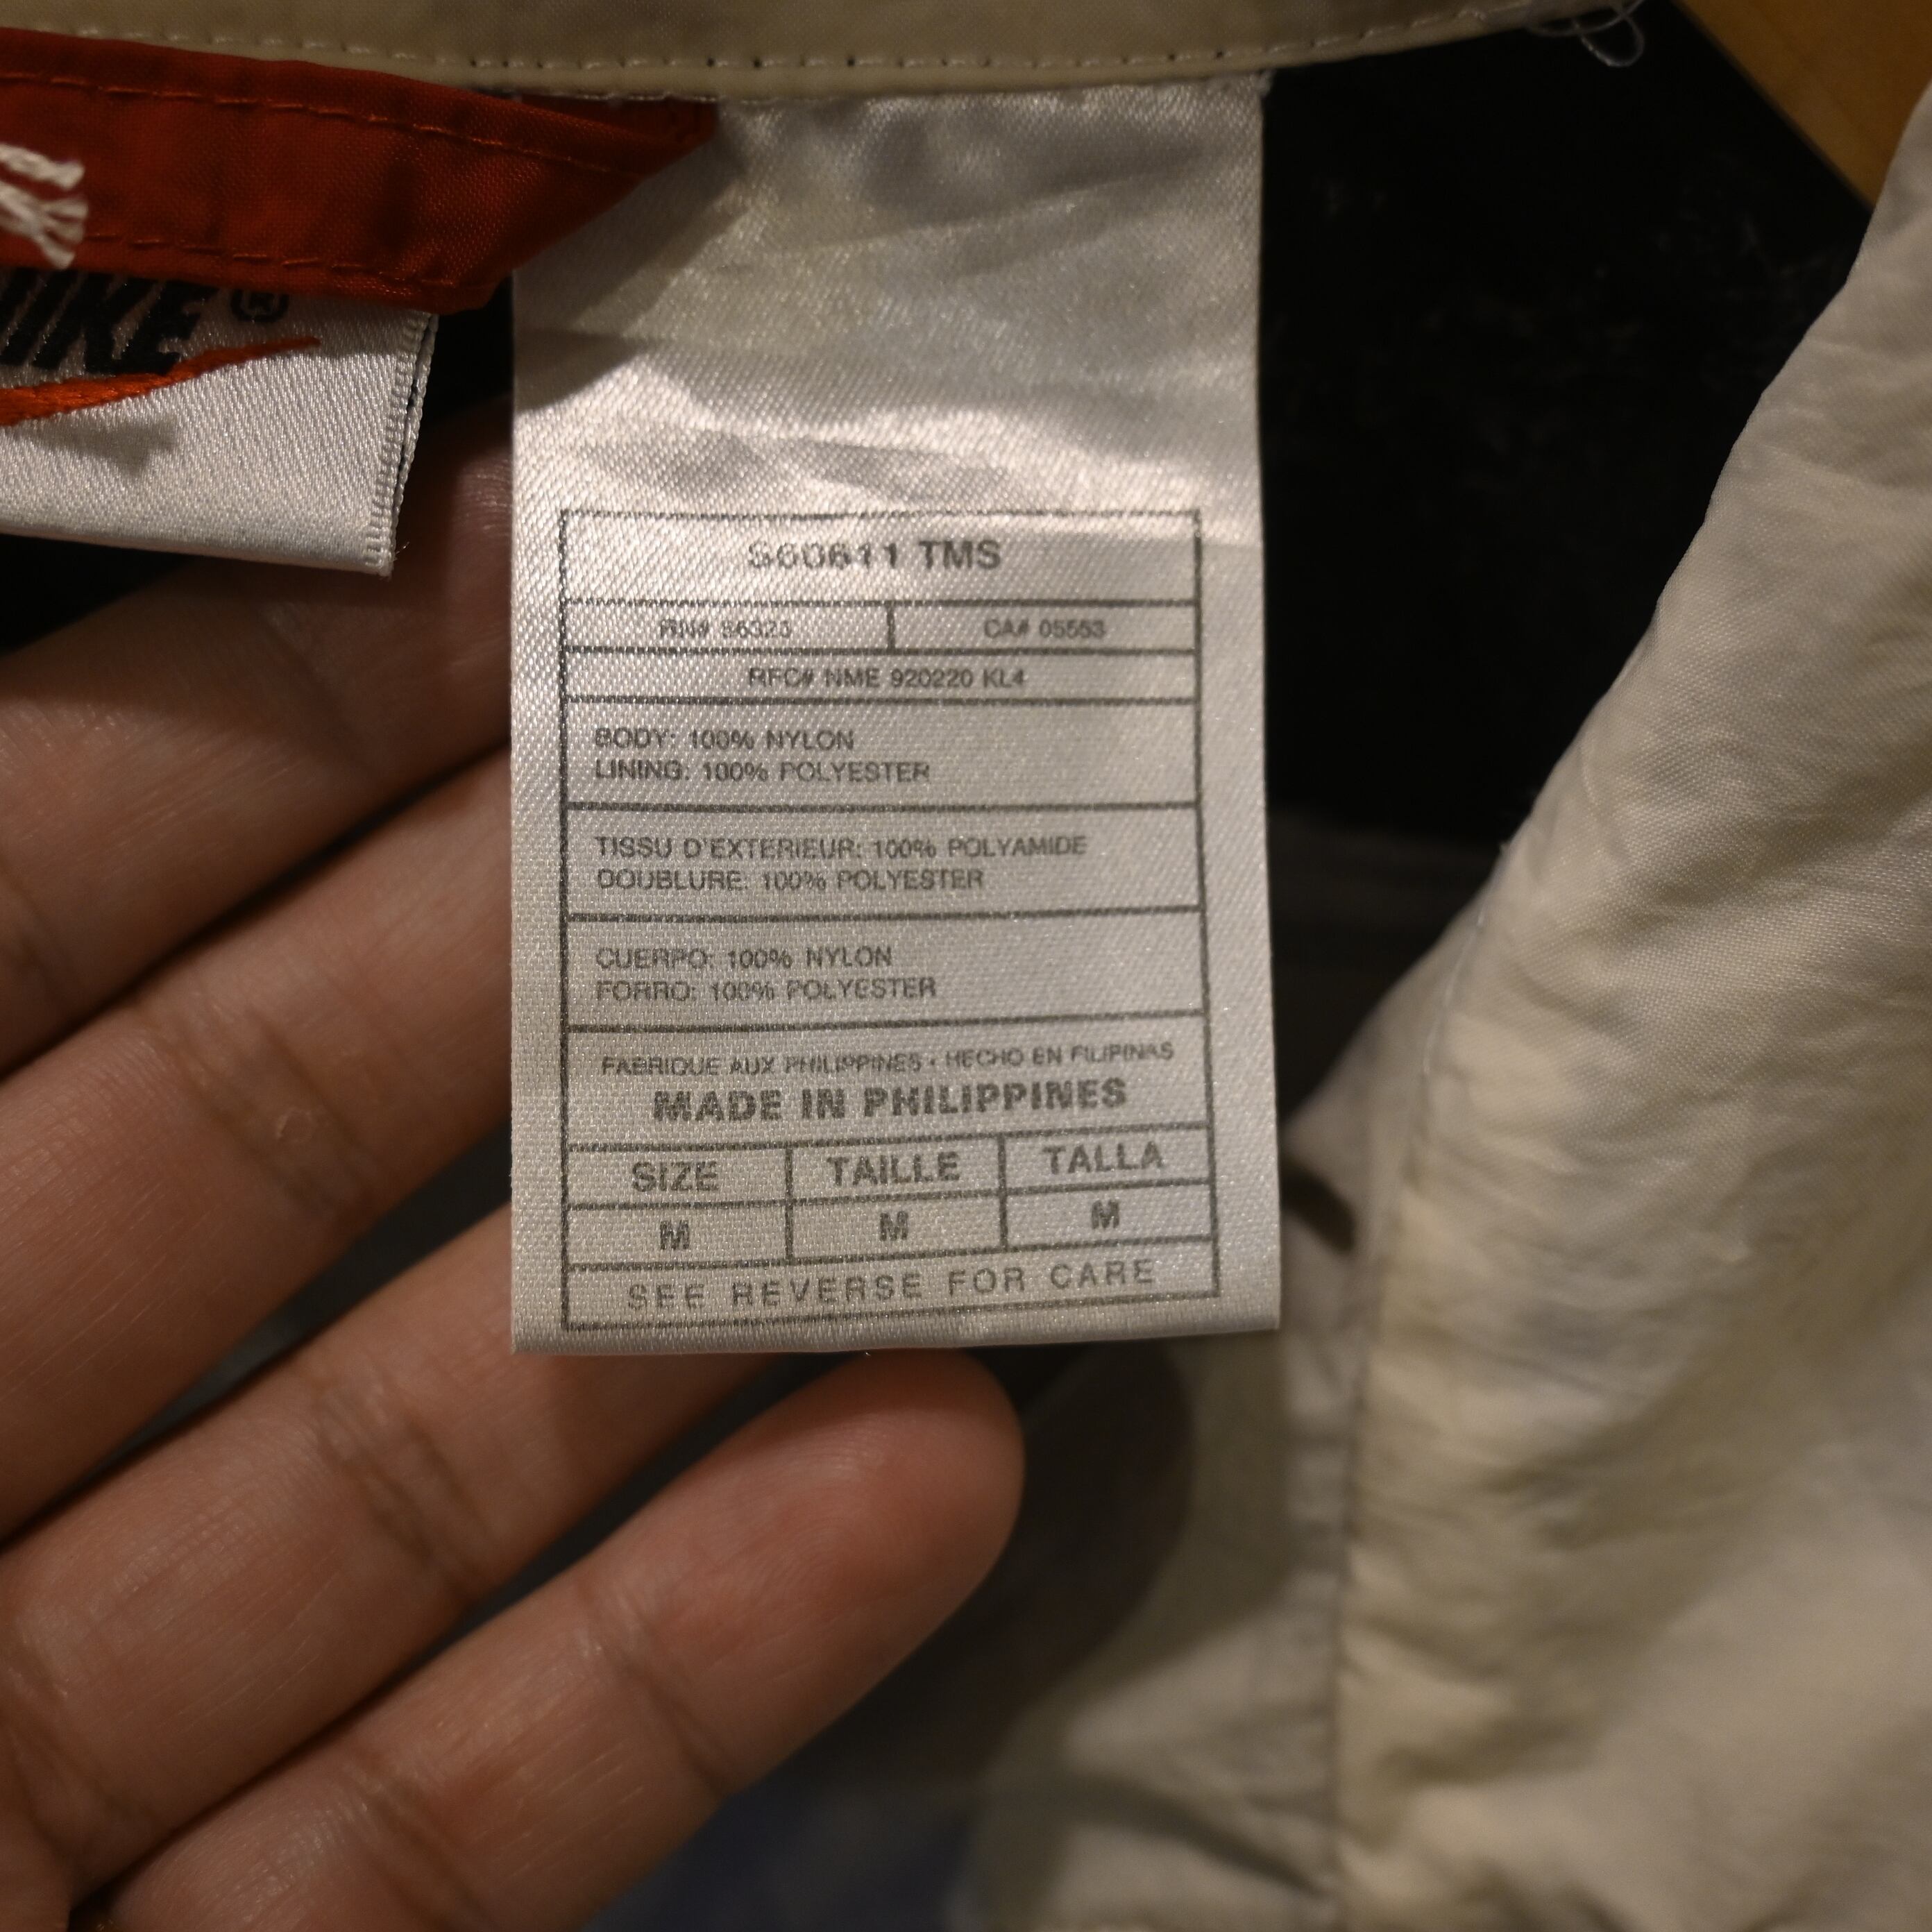 NIKE®
S60611 TMS
RN# 56323 CA# 05553
RFC# NME 920220 KL4
BODY: 100% NYLON
LINING: 100% POLYESTER
TISSU D'EXTERIEUR: 100% POLYAMIDE
DOUBLURE: 100% POLYESTER
CUERPO: 100% NYLON
FORRO: 100% POLYESTER
FABRIQUE AUX PHILIPPINES • HECHO EN FILIPINAS
MADE IN PHILIPPINES
SIZE TAILLE TALLA
M M M
SEE REVERSE FOR CARE